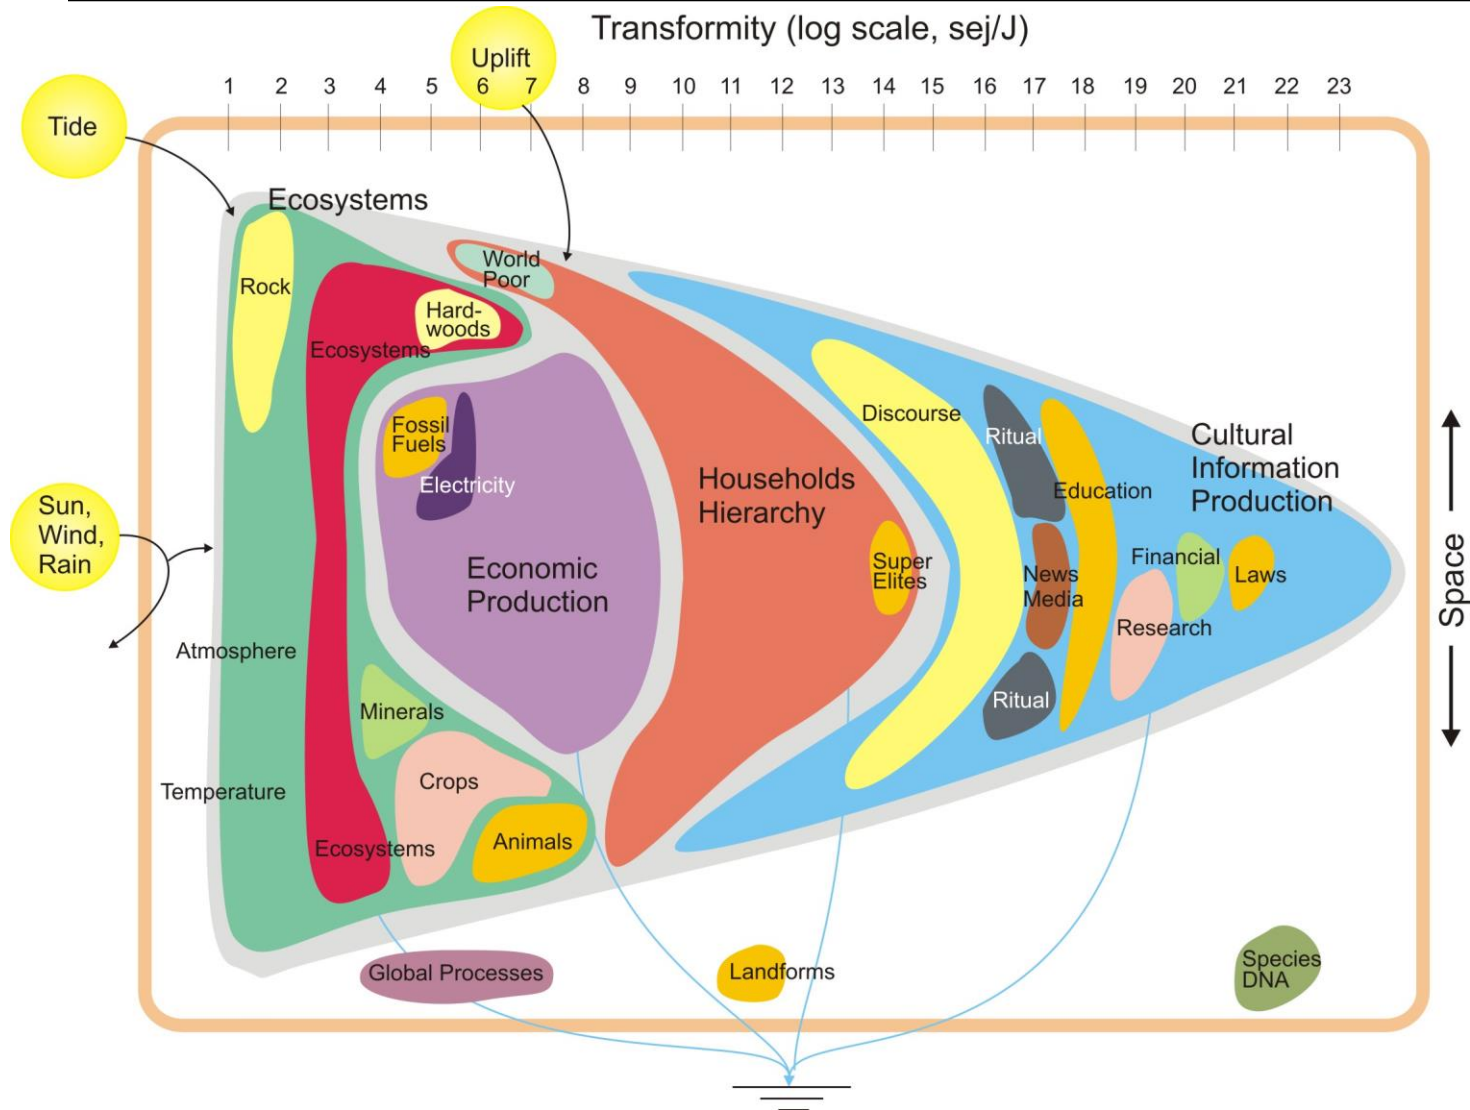 Transformity (log scale, sej/J)
Uplift
1 2 3 4 5 6 7 8 9 10 11 12 13 14 15 16 17 18 19 20 21 22 23
Tide
Ecosystems
World
Poor
Rock
Hard-
woods
Ecosystems
Fossil
Fuels
Electricity
Discourse
Ritual
Cultural
Information
Production
Education
Households
Hierarchy
Sun,
Wind,
Rain
Economic
Production
Super
Elites
News
Media
Financial
Laws
Research
Space
Atmosphere
Minerals
Ritual
Temperature
Crops
Ecosystems
Animals
Global Processes
Landforms
Species
DNA